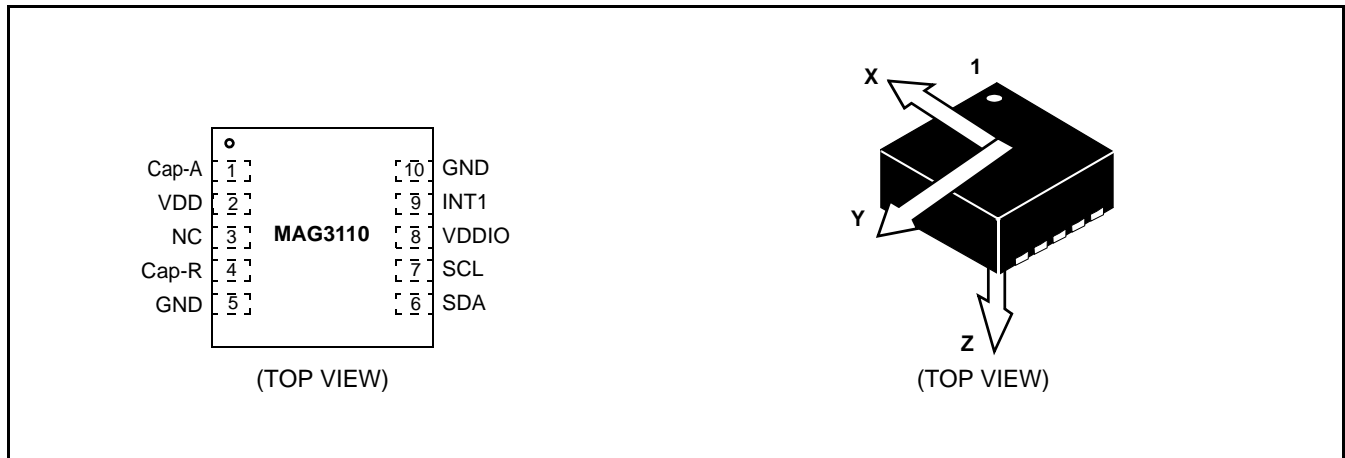 Cap-A 1 10 GND
VDD 2 9 INT1
NC 3 MAG3110 8 VDDIO
Cap-R 4 7 SCL
GND 5 6 SDA
(TOP VIEW)
1
X
Y
Z
(TOP VIEW)